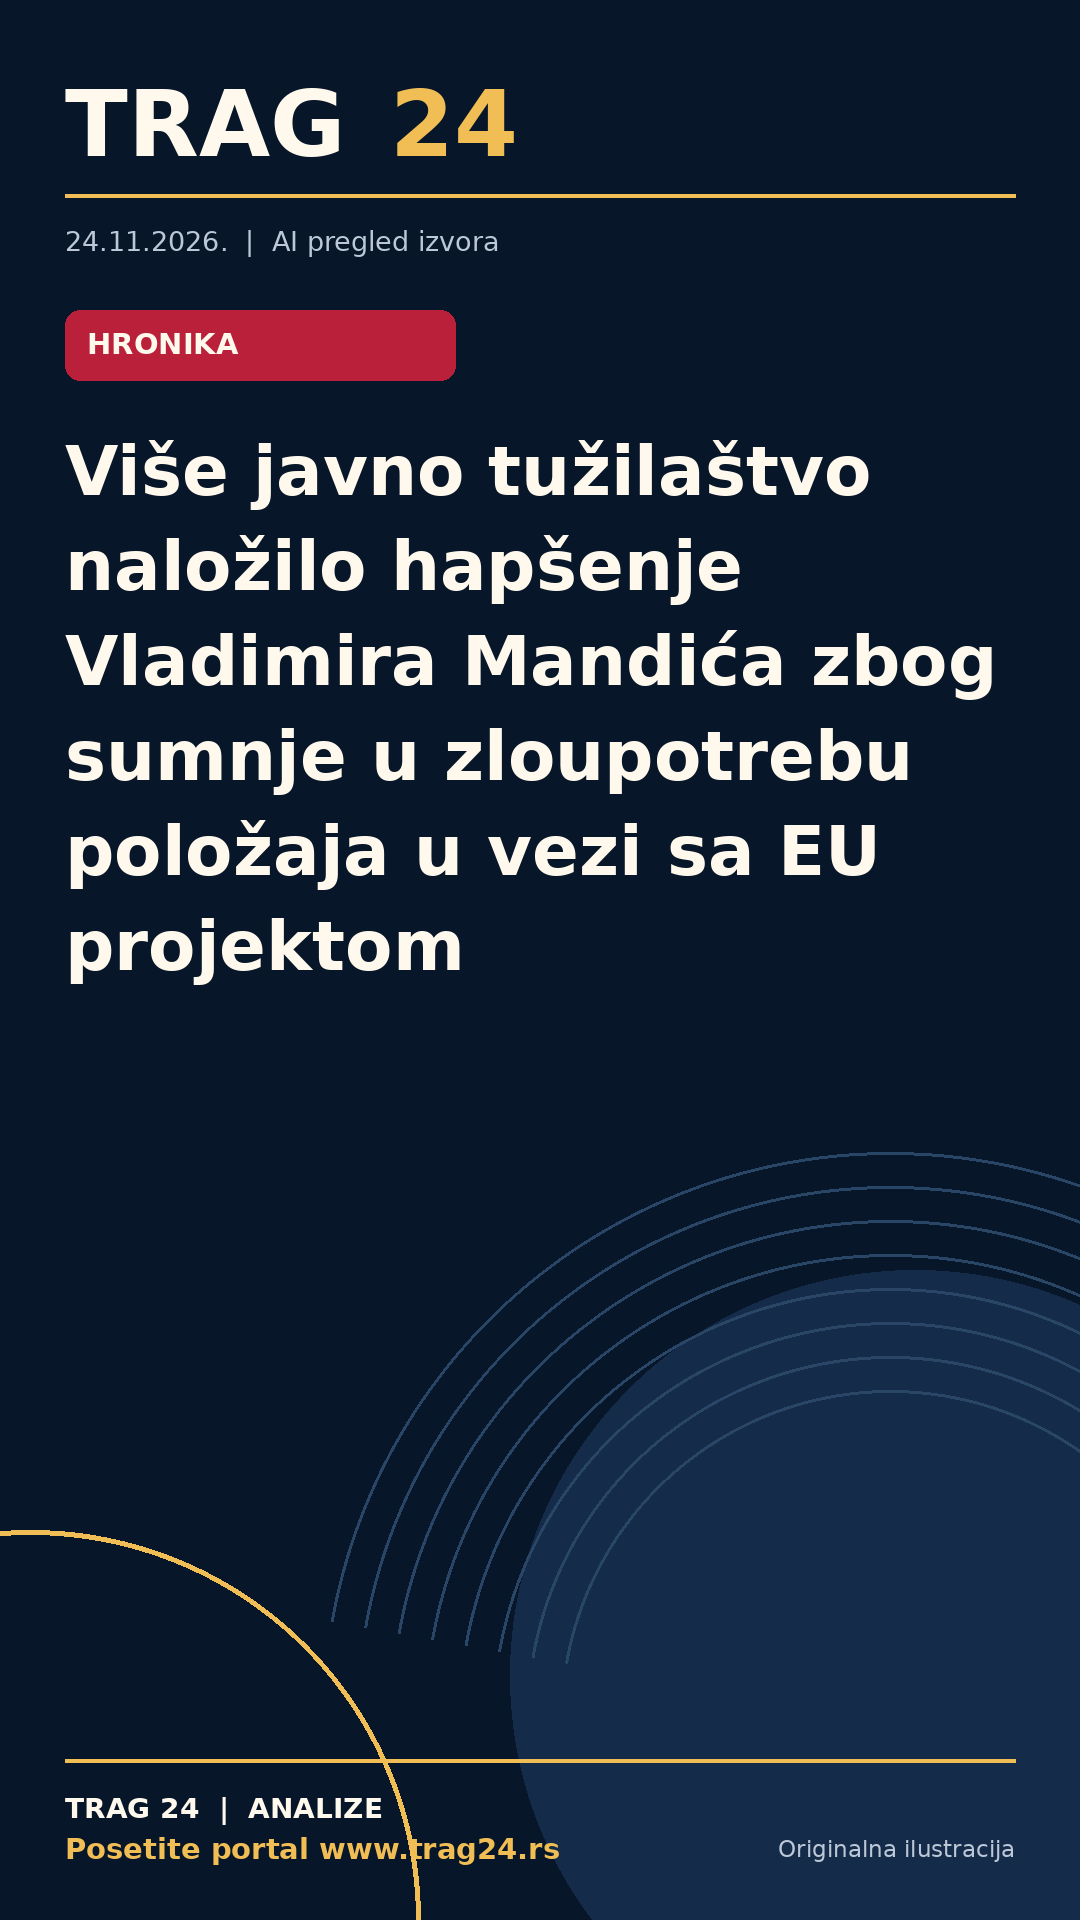 TRAG 24
24.11.2026. | AI pregled izvora
HRONIKA
Više javno tužilaštvo
naložilo hapšenje
Vladimira Mandića zbog
sumnje u zloupotrebu
položaja u vezi sa EU
projektom
TRAG 24 | ANALIZE
Posetite portal www.trag24.rs
Originalna ilustracija